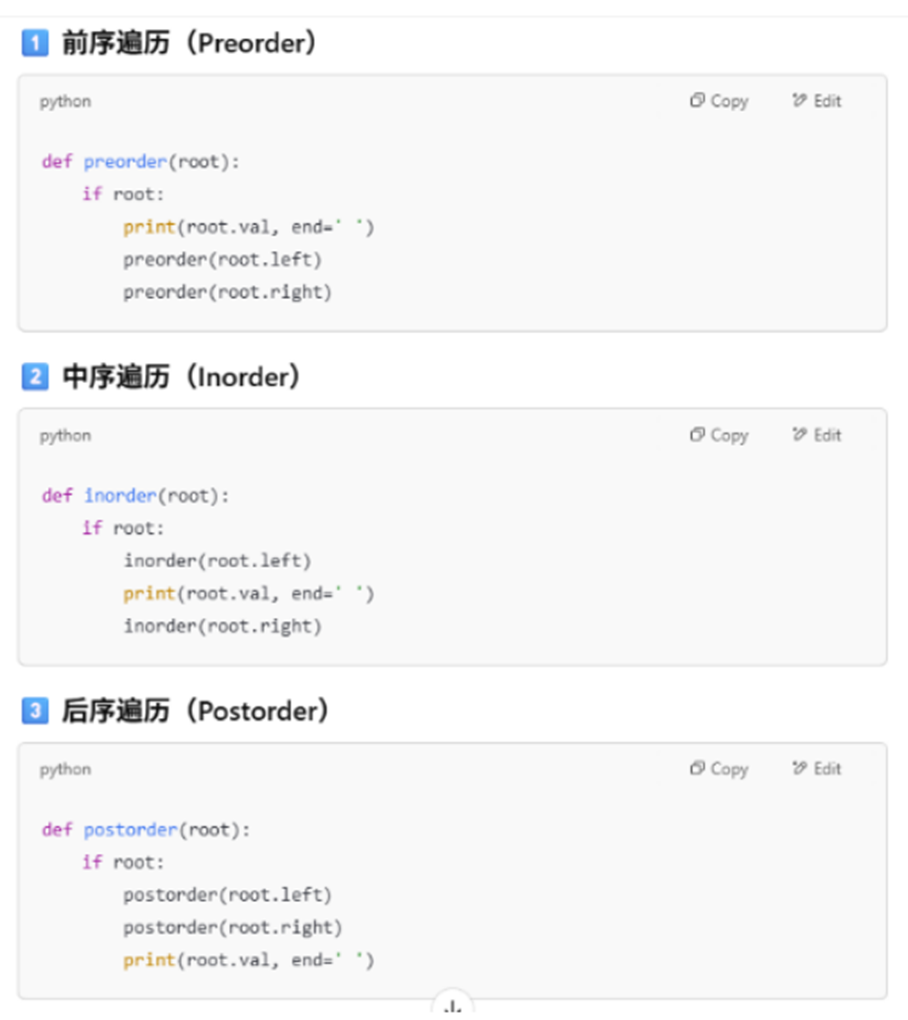 1 前序遍历（Preorder）
python Copy Edit
def preorder(root):
    if root:
        print(root.val, end=' ')
        preorder(root.left)
        preorder(root.right)
2 中序遍历（Inorder）
python Copy Edit
def inorder(root):
    if root:
        inorder(root.left)
        print(root.val, end=' ')
        inorder(root.right)
3 后序遍历（Postorder）
python Copy Edit
def postorder(root):
    if root:
        postorder(root.left)
        postorder(root.right)
        print(root.val, end=' ')